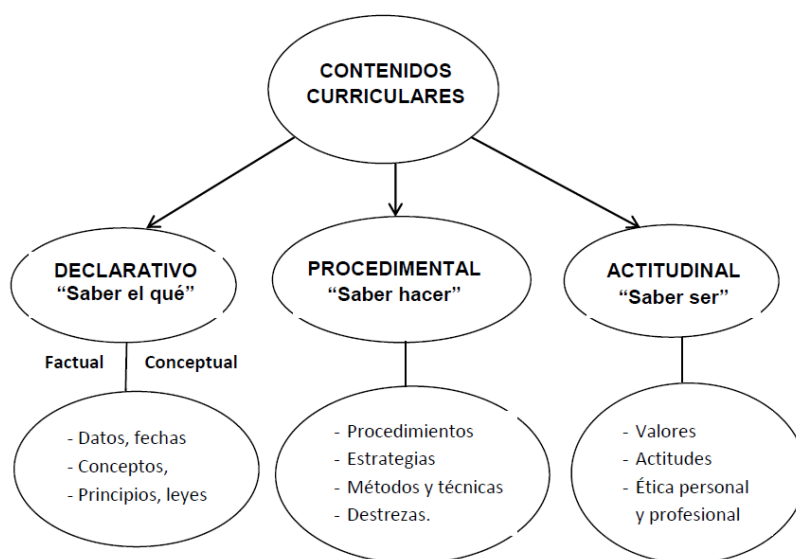 CONTENIDOS
CURRICULARES
DECLARATIVO
“Saber el qué”
PROCEDIMENTAL
“Saber hacer”
ACTITUDINAL
“Saber ser”
Factual
Conceptual
- Datos, fechas
- Conceptos,
- Principios, leyes
- Procedimientos
- Estrategias
- Métodos y técnicas
- Destrezas.
- Valores
- Actitudes
- Ética personal
y profesional